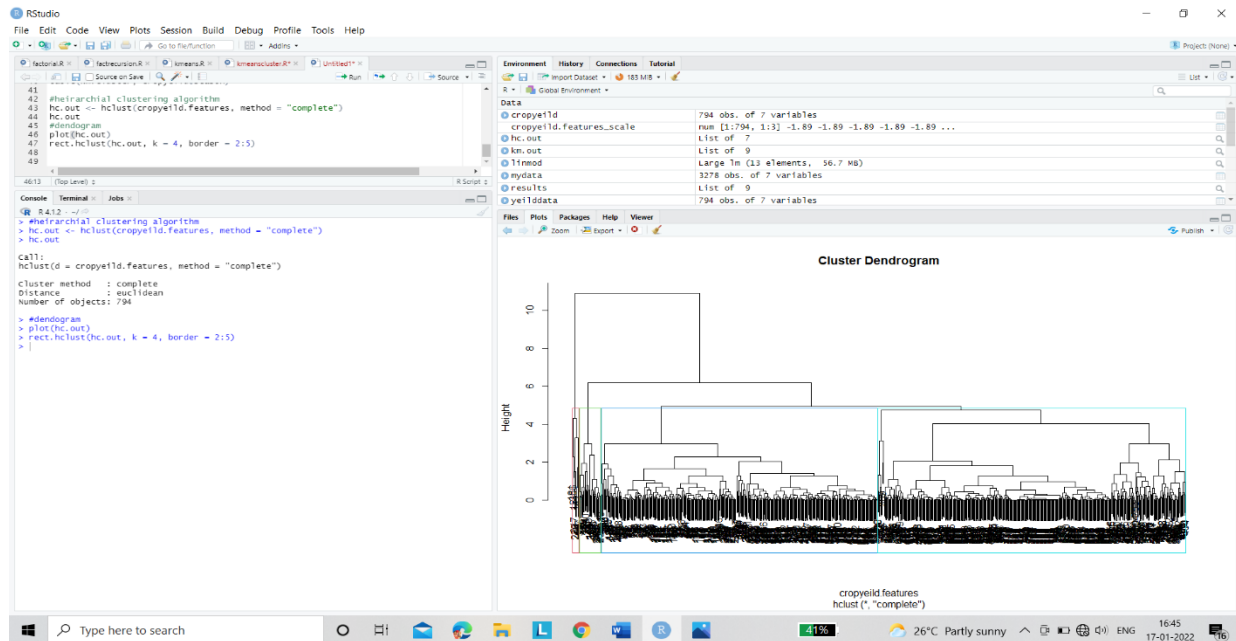 RStudio
File Edit Code View Plots Session Build Debug Profile Tools Help
Go to file/function Addins
Project: (None)
factorial.R factrecursion.R kmeans.R kmeanscluster.R* Untitled1*
Source on Save Run Source
41
42 #heirarchial clustering algorithm
43 hc.out <- hclust(cropyeild.features, method = "complete")
44 hc.out
45 #dendogram
46 plot(hc.out)
47 rect.hclust(hc.out, k = 4, border = 2:5)
48
49
46:13 (Top Level) R Script
Console Terminal Jobs
R 4.1.2 · ~/
> #heirarchial clustering algorithm
> hc.out <- hclust(cropyeild.features, method = "complete")
> hc.out
Call:
hclust(d = cropyeild.features, method = "complete")
Cluster method : complete
Distance : euclidean
Number of objects: 794
> #dendogram
> plot(hc.out)
> rect.hclust(hc.out, k = 4, border = 2:5)
>
Environment History Connections Tutorial
Import Dataset 183 MiB List
R Global Environment
Data
cropyeild 794 obs. of 7 variables
cropyeild.features_scale num [1:794, 1:3] -1.89 -1.89 -1.89 -1.89 -1.89 ...
hc.out List of 7
km.out List of 9
linmod Large lm (13 elements, 56.7 MB)
mydata 3278 obs. of 7 variables
results List of 9
yeilddata 794 obs. of 7 variables
Files Plots Packages Help Viewer
Zoom Export Publish
Cluster Dendrogram
Height
10
8
6
4
2
0
cropyeild.features
hclust (*, "complete")
Type here to search
41%
26°C Partly sunny
ENG
16:45
17-01-2022
16